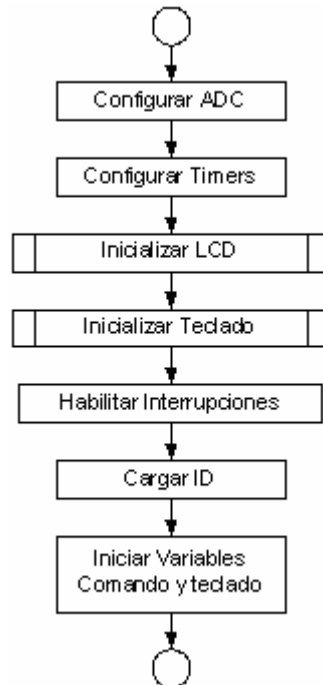 Configurar ADC
Configurar Timers
Inicializar LCD
Inicializar Teclado
Habilitar Interrupciones
Cargar ID
Iniciar Variables
Comando y teclado